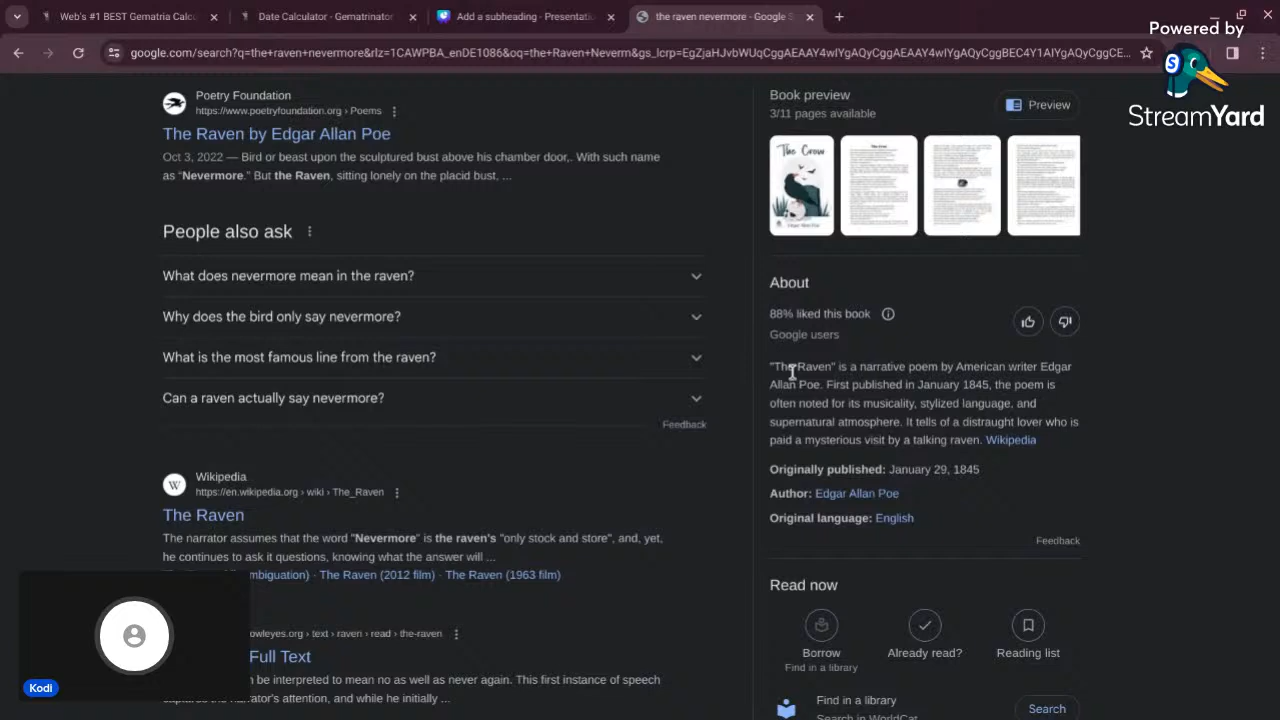 Web's #1 BEST Gematria Calcu
Date Calculator - Gematrinator
Add a subheading - Presentatio
the raven nevermore - Google S
Powered by
StreamYard
google.com/search?q=the+raven+nevermore&rlz=1CAWPBA_enDE1086&oq=the+Raven+Neverm&gs_lcrp=EgZjaHJvbWUqCggAEAAY4wIYgAQyCggAEAAY4wIYgAQyCggBEC4Y1AIYgAQyCggCE...
Poetry Foundation
https://www.poetryfoundation.org › Poems
The Raven by Edgar Allan Poe
Oct 3, 2022 — Bird or beast upon the sculptured bust above his chamber door,. With such name
as "Nevermore." But the Raven, sitting lonely on the placid bust, ...
People also ask
What does nevermore mean in the raven?
Why does the bird only say nevermore?
What is the most famous line from the raven?
Can a raven actually say nevermore?
Feedback
Wikipedia
https://en.wikipedia.org › wiki › The_Raven
The Raven
The narrator assumes that the word "Nevermore" is the raven's "only stock and store", and, yet,
he continues to ask it questions, knowing what the answer will ...
mbiguation) · The Raven (2012 film) · The Raven (1963 film)
owleyes.org › text › raven › read › the-raven
Full Text
n be interpreted to mean no as well as never again. This first instance of speech
captures the narrator's attention, and while he initially ...
Kodi
Book preview
3/11 pages available
Preview
The Crow
About
88% liked this book
Google users
"The Raven" is a narrative poem by American writer Edgar
Allan Poe. First published in January 1845, the poem is
often noted for its musicality, stylized language, and
supernatural atmosphere. It tells of a distraught lover who is
paid a mysterious visit by a talking raven. Wikipedia
Originally published: January 29, 1845
Author: Edgar Allan Poe
Original language: English
Feedback
Read now
Borrow
Find in a library
Already read?
Reading list
Find in a library
Search in WorldCat
Search